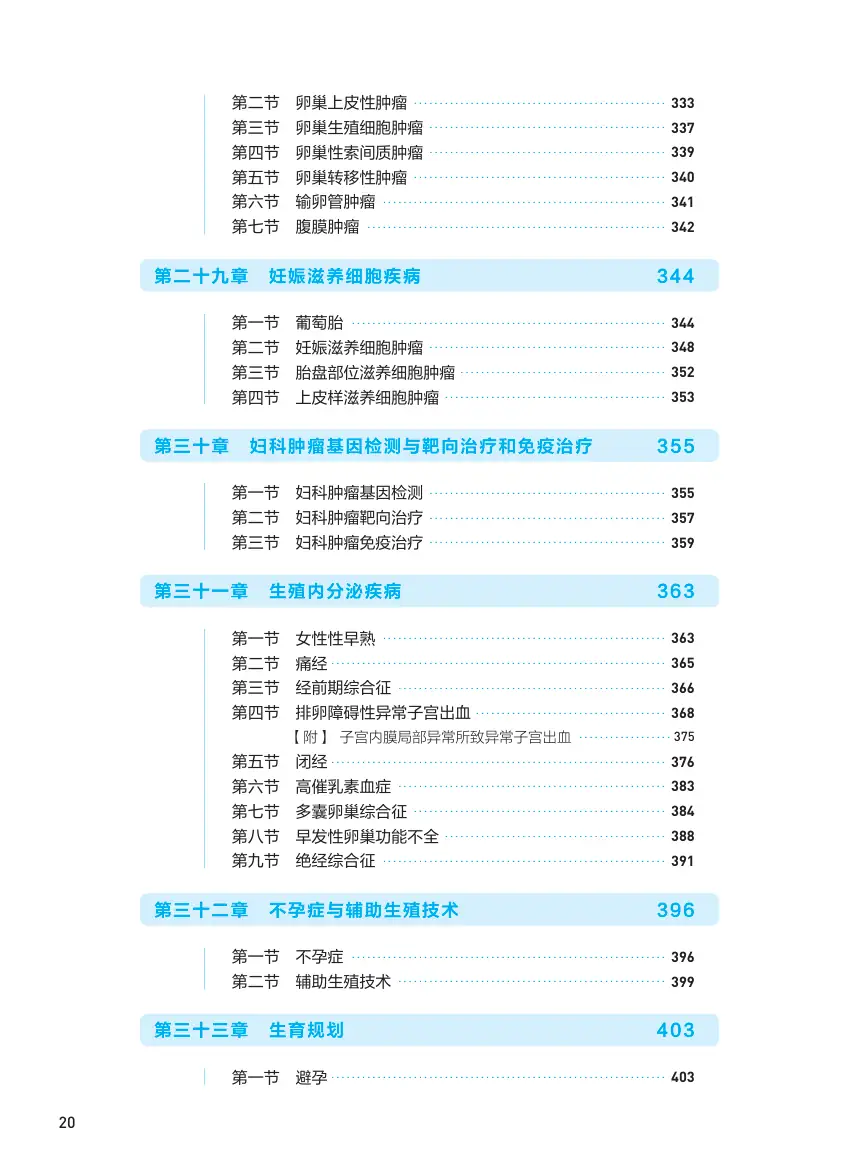 第二节 卵巢上皮性肿瘤 333
第三节 卵巢生殖细胞肿瘤 337
第四节 卵巢性索间质肿瘤 339
第五节 卵巢转移性肿瘤 340
第六节 输卵管肿瘤 341
第七节 腹膜肿瘤 342
第二十九章 妊娠滋养细胞疾病 344
第一节 葡萄胎 344
第二节 妊娠滋养细胞肿瘤 348
第三节 胎盘部位滋养细胞肿瘤 352
第四节 上皮样滋养细胞肿瘤 353
第三十章 妇科肿瘤基因检测与靶向治疗和免疫治疗 355
第一节 妇科肿瘤基因检测 355
第二节 妇科肿瘤靶向治疗 357
第三节 妇科肿瘤免疫治疗 359
第三十一章 生殖内分泌疾病 363
第一节 女性性早熟 363
第二节 痛经 365
第三节 经前期综合征 366
第四节 排卵障碍性异常子宫出血 368
【附】 子宫内膜局部异常所致异常子宫出血 375
第五节 闭经 376
第六节 高催乳素血症 383
第七节 多囊卵巢综合征 384
第八节 早发性卵巢功能不全 388
第九节 绝经综合征 391
第三十二章 不孕症与辅助生殖技术 396
第一节 不孕症 396
第二节 辅助生殖技术 399
第三十三章 生育规划 403
第一节 避孕 403
20